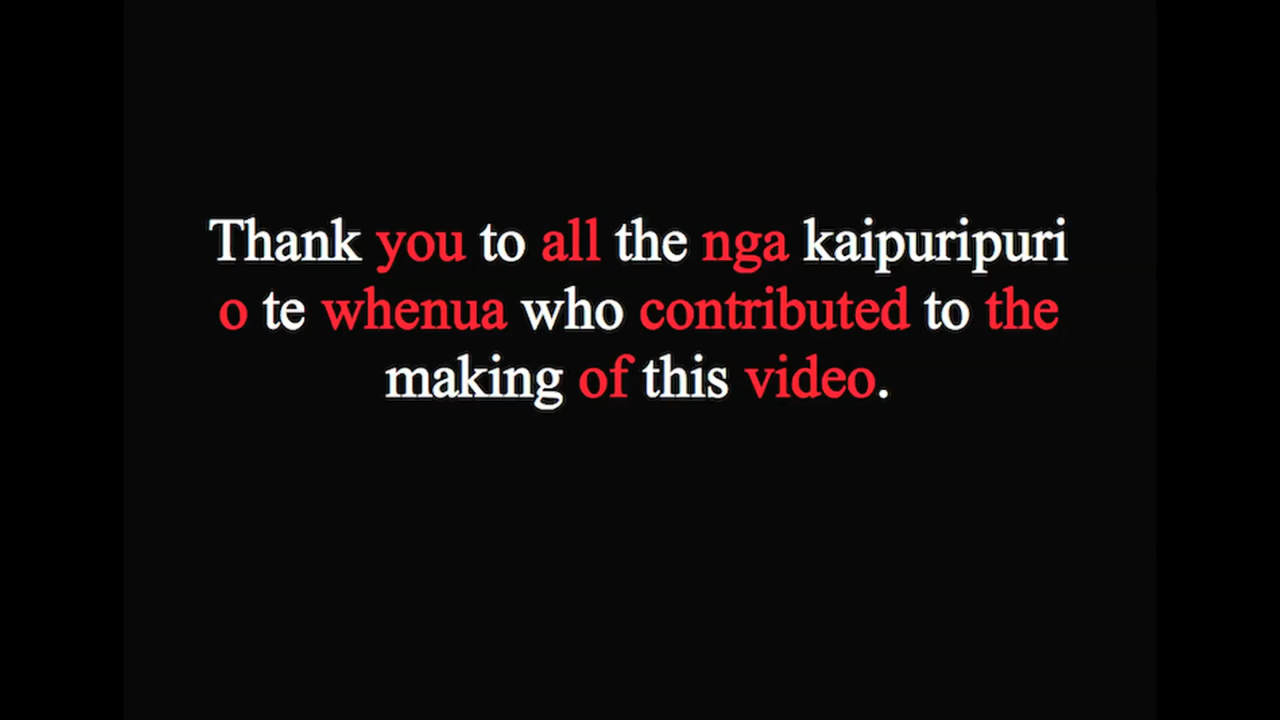 Thank you to all the nga kaipuripuri
o te whenua who contributed to the
making of this video.